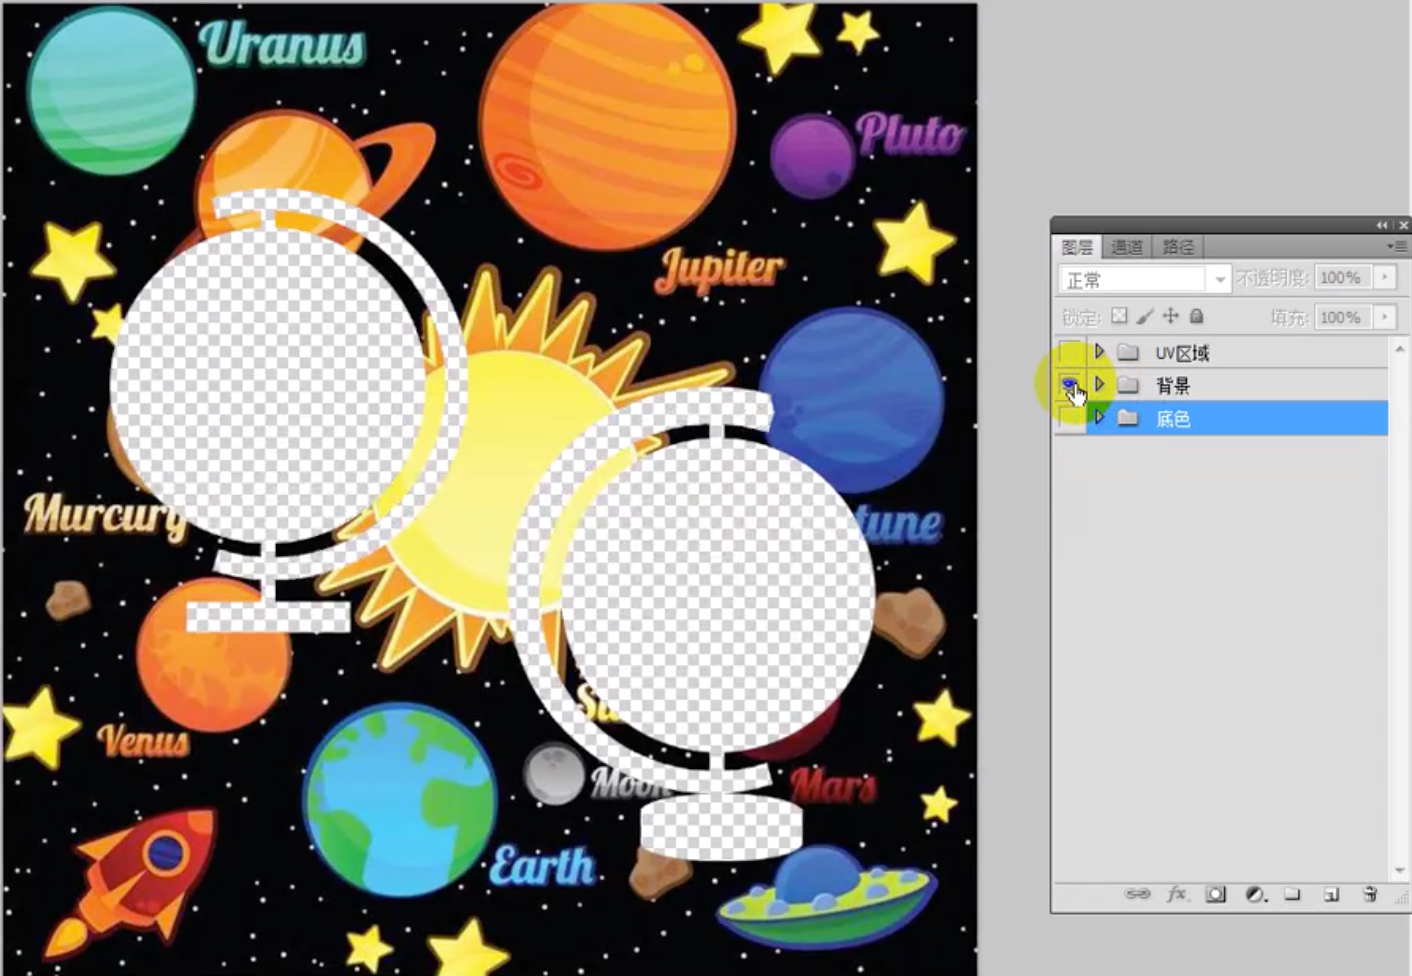 Uranus
Pluto
Jupiter
Murcury
tune
Venus
Moon
Mars
Earth
图层 通道 路径
正常 不透明度: 100%
锁定: 填充: 100%
UV区域
背景
底色
fx